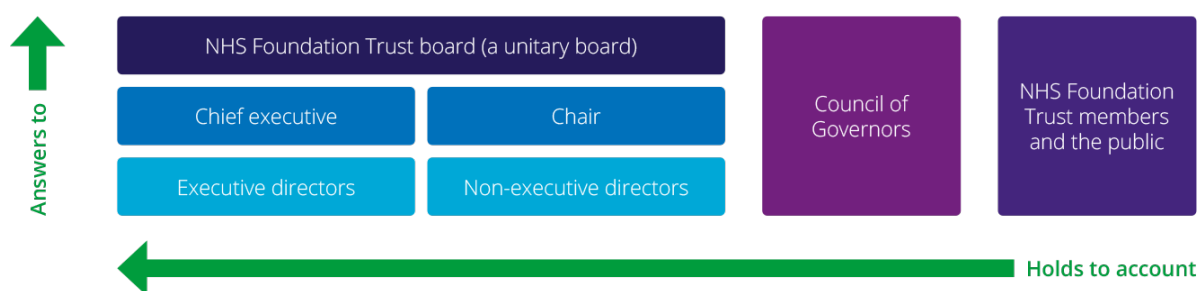 Answers to
NHS Foundation Trust board (a unitary board)
Chief executive
Chair
Executive directors
Non-executive directors
Council of
Governors
NHS Foundation
Trust members
and the public
Holds to account